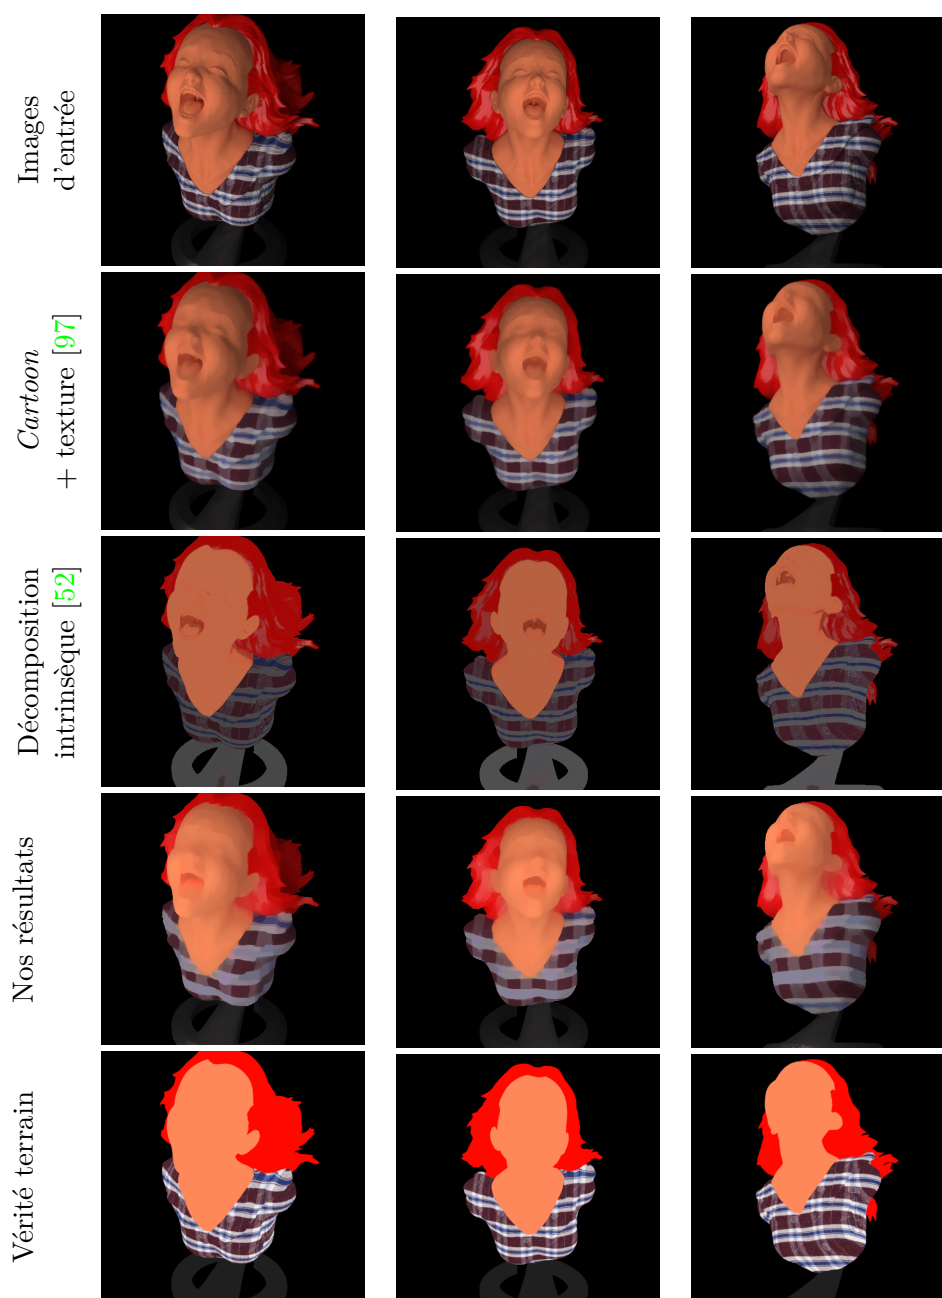 Images
d'entrée
Cartoon
+ texture [97]
Décomposition
intrinsèque [52]
Nos résultats
Vérité terrain